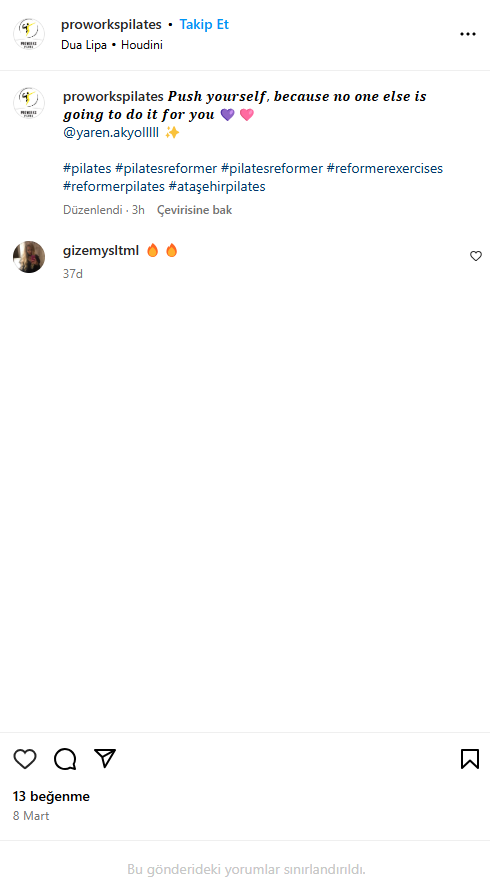 proworkspilates • Takip Et
Dua Lipa • Houdini
proworkspilates Push yourself, because no one else is
going to do it for you 💜 🩷
@yaren.akyolllll ✨
#pilates #pilatesreformer #pilatesreformer #reformerexercises
#reformerpilates #ataşehirpilates
Düzenlendi · 3h Çevirisine bak
gizemysltml 🔥 🔥
37d
13 beğenme
8 Mart
Bu gönderideki yorumlar sınırlandırıldı.